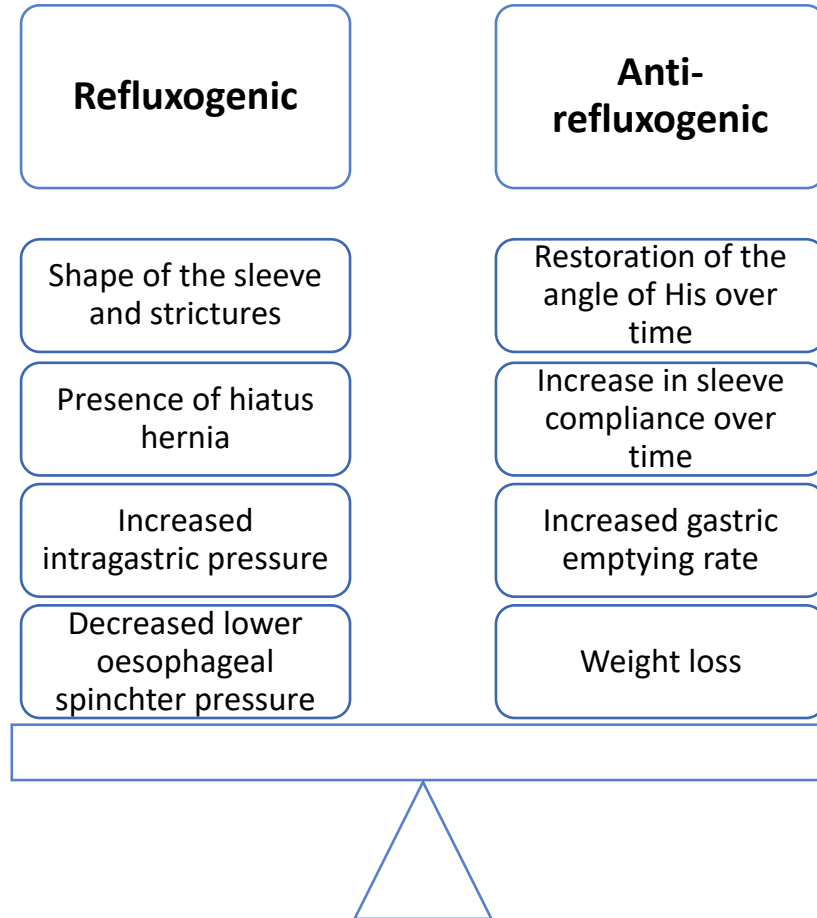 Refluxogenic
Anti-
refluxogenic
Shape of the sleeve
and strictures
Restoration of the
angle of His over
time
Presence of hiatus
hernia
Increase in sleeve
compliance over
time
Increased
intragastric pressure
Increased gastric
emptying rate
Decreased lower
oesophageal
spinchter pressure
Weight loss